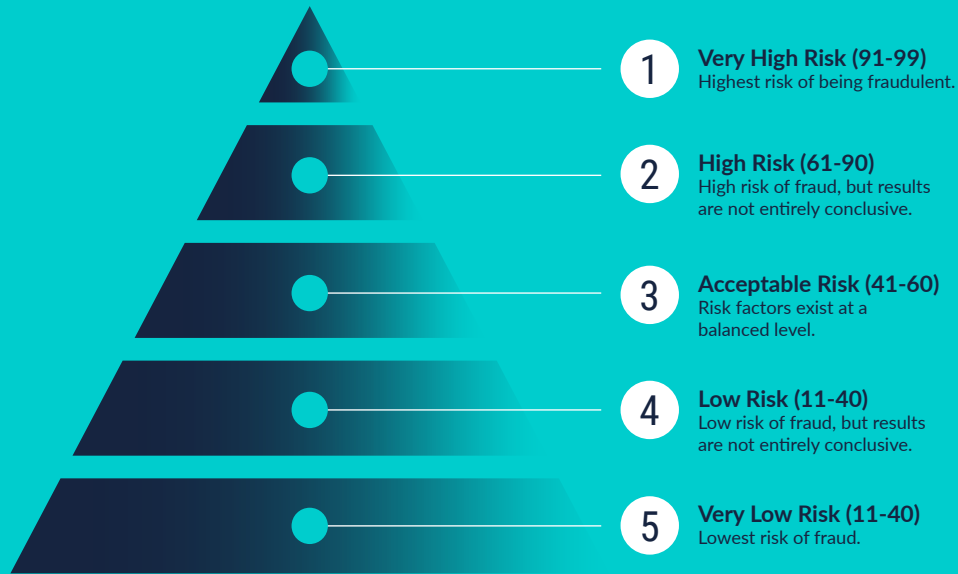 1
Very High Risk (91-99)
Highest risk of being fraudulent.
2
High Risk (61-90)
High risk of fraud, but results
are not entirely conclusive.
3
Acceptable Risk (41-60)
Risk factors exist at a
balanced level.
4
Low Risk (11-40)
Low risk of fraud, but results
are not entirely conclusive.
5
Very Low Risk (11-40)
Lowest risk of fraud.